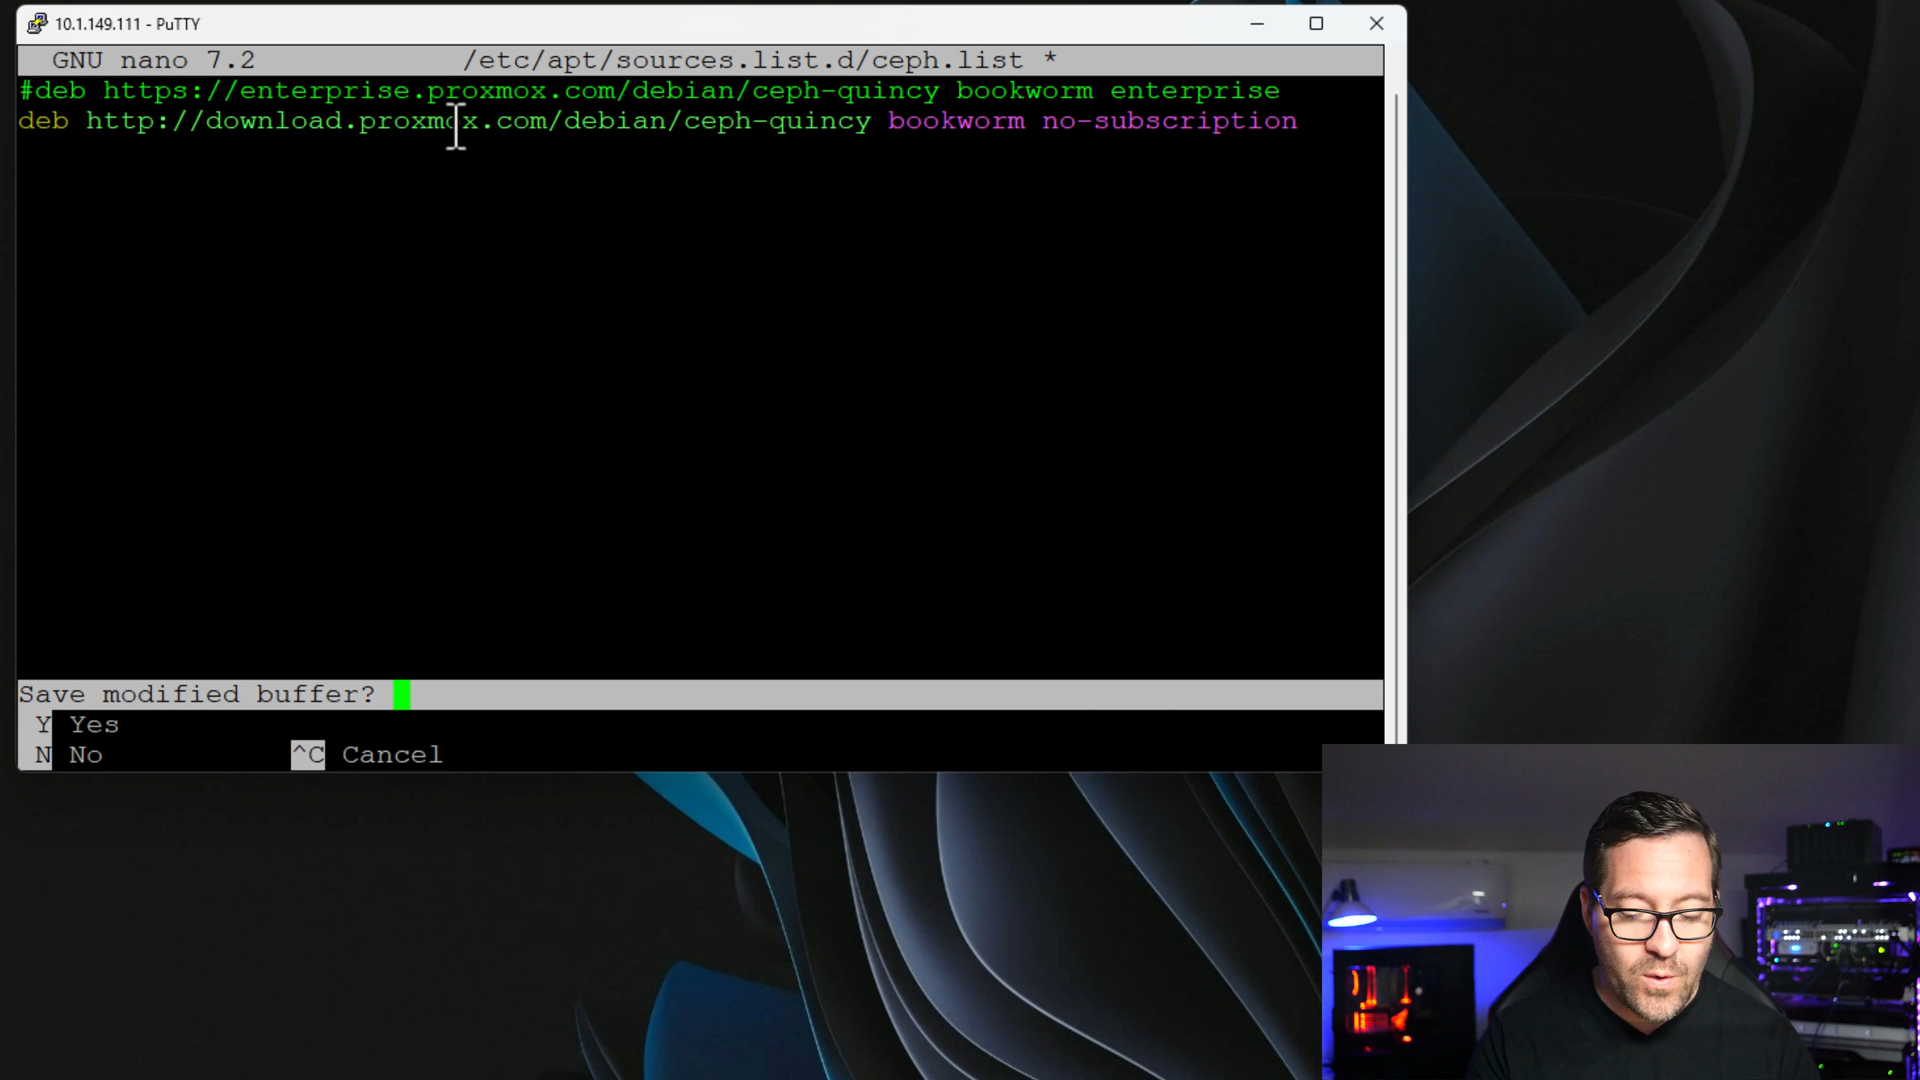 10.1.149.111 - PuTTY
GNU nano 7.2 /etc/apt/sources.list.d/ceph.list *
#deb https://enterprise.proxmox.com/debian/ceph-quincy bookworm enterprise
deb http://download.proxmox.com/debian/ceph-quincy bookworm no-subscription
Save modified buffer?
Y Yes
N No ^C Cancel